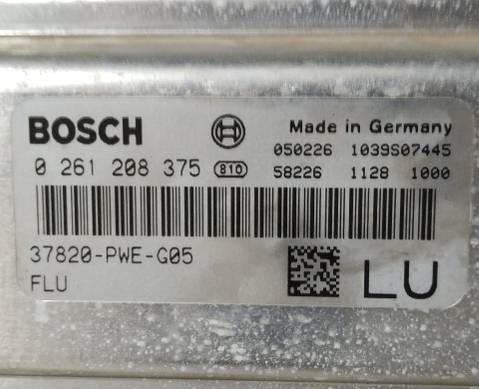 BOSCH Made in Germany
050226 1039S07445
0 261 208 375 810 58226 1128 1000
37820-PWE-G05
FLU
LU